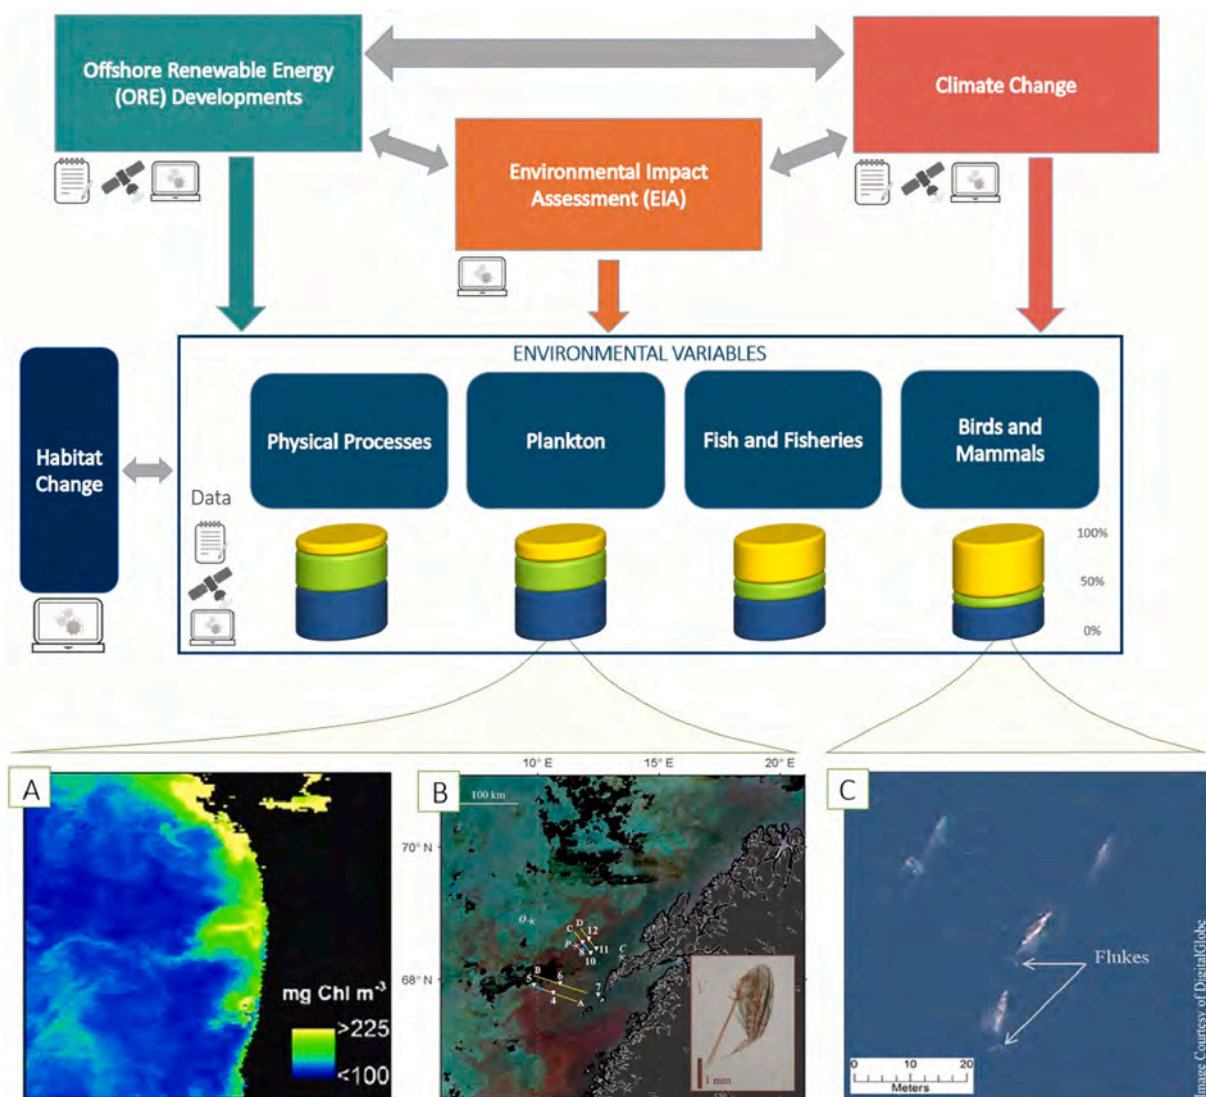 Offshore Renewable Energy
(ORE) Developments
Climate Change
Environmental Impact
Assessment (EIA)
ENVIRONMENTAL VARIABLES
Habitat
Change
Physical Processes
Plankton
Fish and Fisheries
Birds and
Mammals
Data
100%
50%
0%
A
mg Chl m⁻³
>225
<100
B
10° E
15° E
20° E
100 km
70° N
68° N
O
D
C
12
P
8
11
10
C
B
5
6
7
4
A
1 mm
C
Flukes
0 10 20
Meters
Image Courtesy of DigitalGlobe